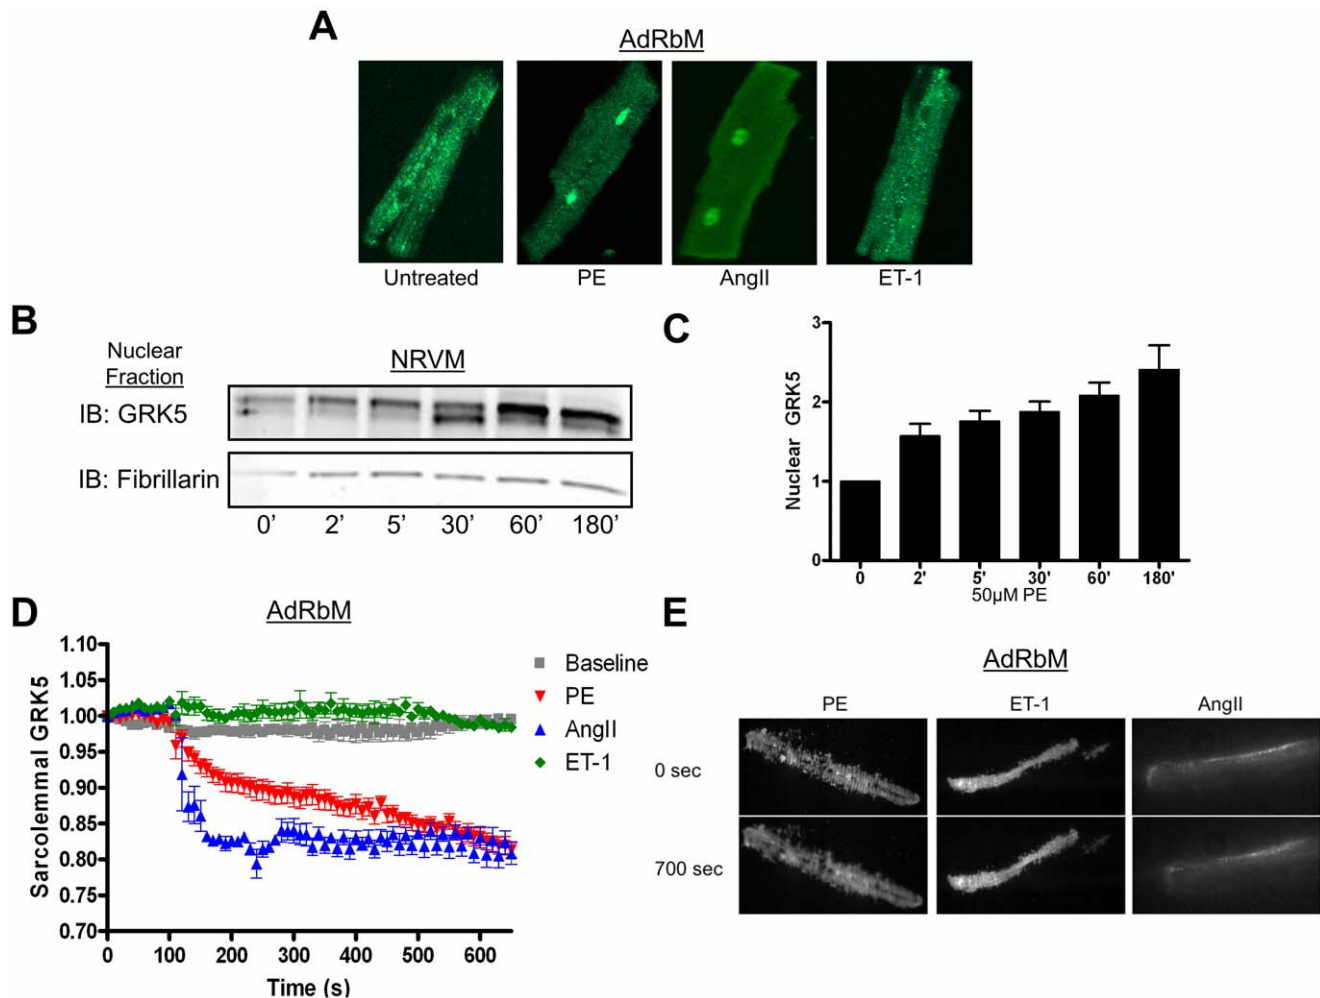 A
AdRbM
Untreated
PE
AngII
ET-1
B
Nuclear
Fraction
NRVM
IB: GRK5
IB: Fibrillarin
0’ 2’ 5’ 30’ 60’ 180’
C
Nuclear GRK5
3
2
1
0
0 2' 5' 30' 60' 180'
50µM PE
D
AdRbM
Sarcolemmal GRK5
1.10
1.05
1.00
0.95
0.90
0.85
0.80
0.75
0.70
0 100 200 300 400 500 600
Time (s)
Baseline
PE
AngII
ET-1
E
AdRbM
PE ET-1 AngII
0 sec
700 sec